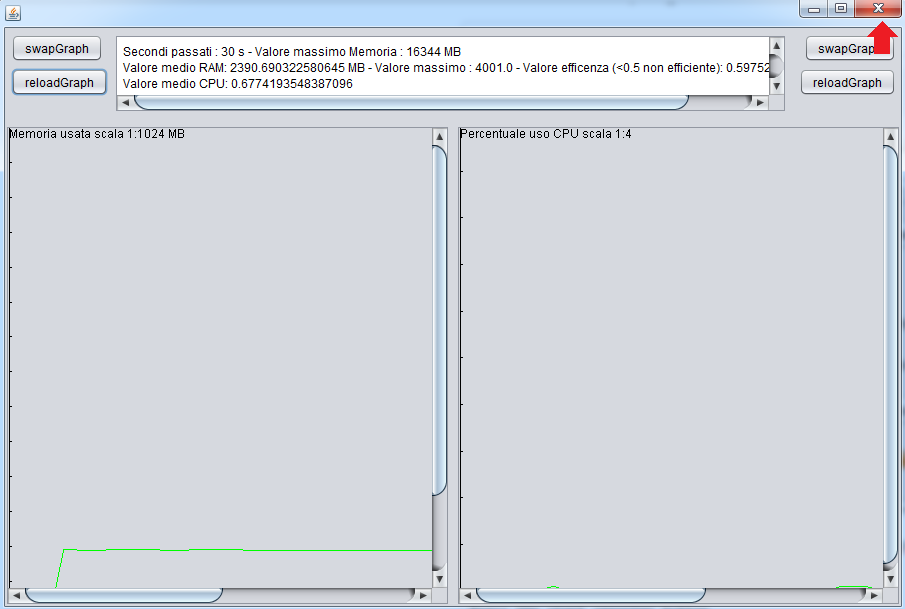 swapGraph
reloadGraph
Secondi passati : 30 s - Valore massimo Memoria : 16344 MB
Valore medio RAM: 2390.690322580645 MB - Valore massimo : 4001.0 - Valore efficenza (<0.5 non efficiente): 0.59752
Valore medio CPU: 0.6774193548387096
swapGraph
reloadGraph
Memoria usata scala 1:1024 MB
Percentuale uso CPU scala 1:4